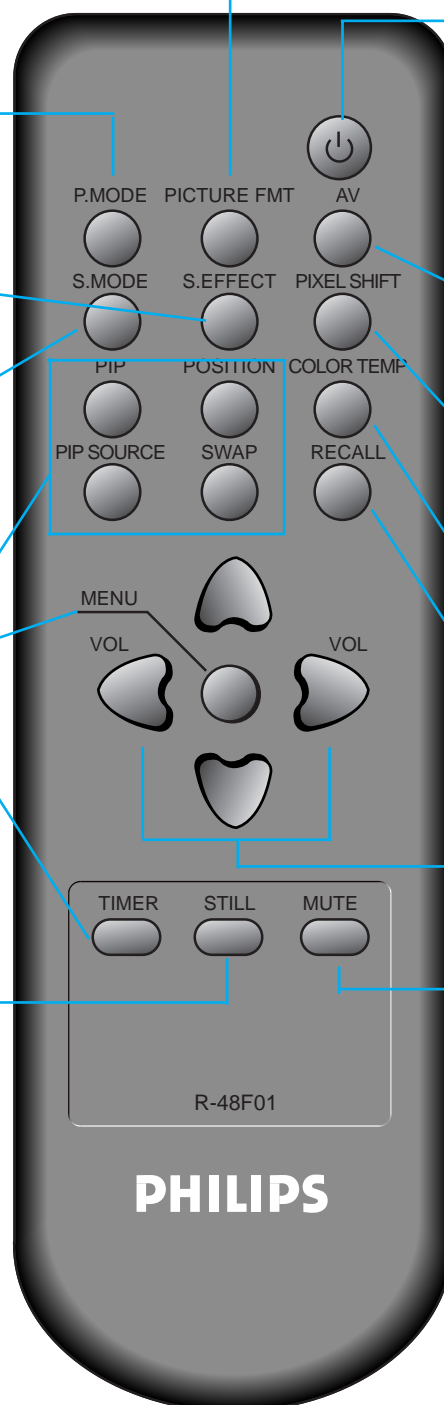 P.MODE PICTURE FMT AV
S.MODE S.EFFECT PIXEL SHIFT
PIP POSITION COLOR TEMP
PIP SOURCE SWAP RECALL
MENU
VOL VOL
TIMER STILL MUTE
R-48F01
PHILIPS